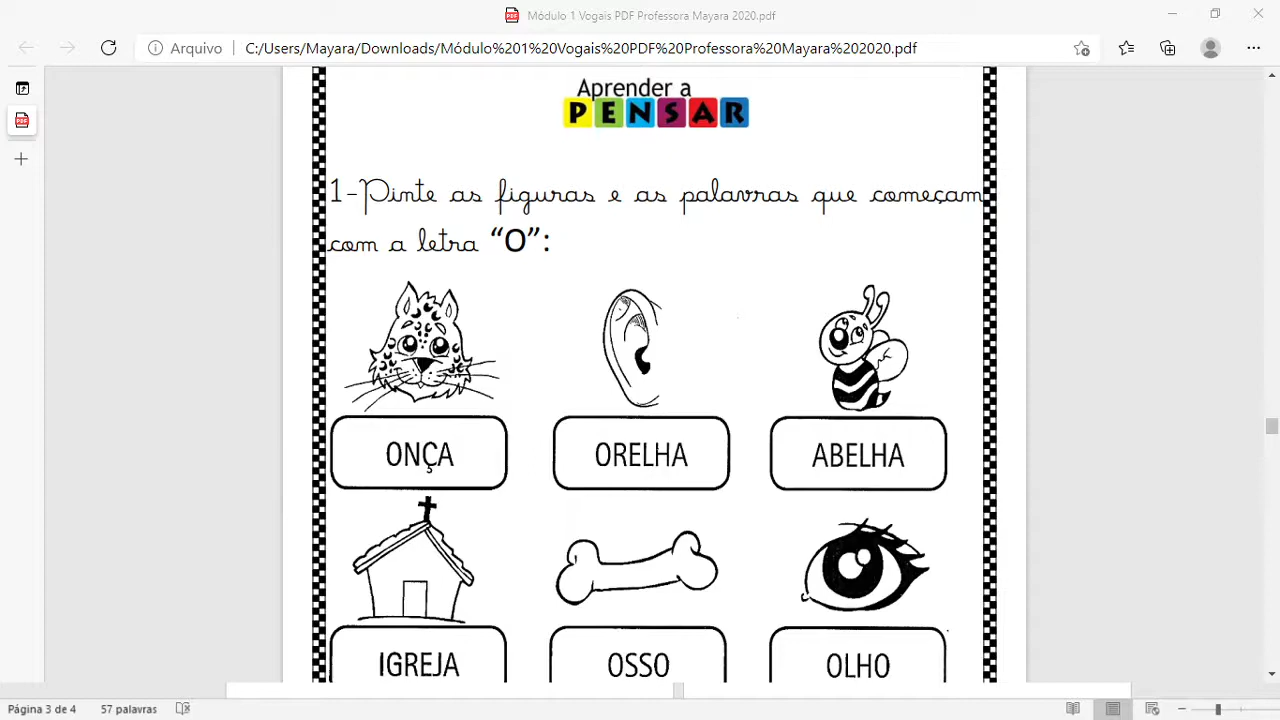 Módulo 1 Vogais PDF Professora Mayara 2020.pdf
Arquivo C:/Users/Mayara/Downloads/Módulo%201%20Vogais%20PDF%20Professora%20Mayara%202020.pdf
Aprender a
PENSAR
1-Pinte as figuras e as palavras que começam
com a letra “O”:
ONÇA ORELHA ABELHA
IGREJA OSSO OLHO
Página 3 de 4 57 palavras